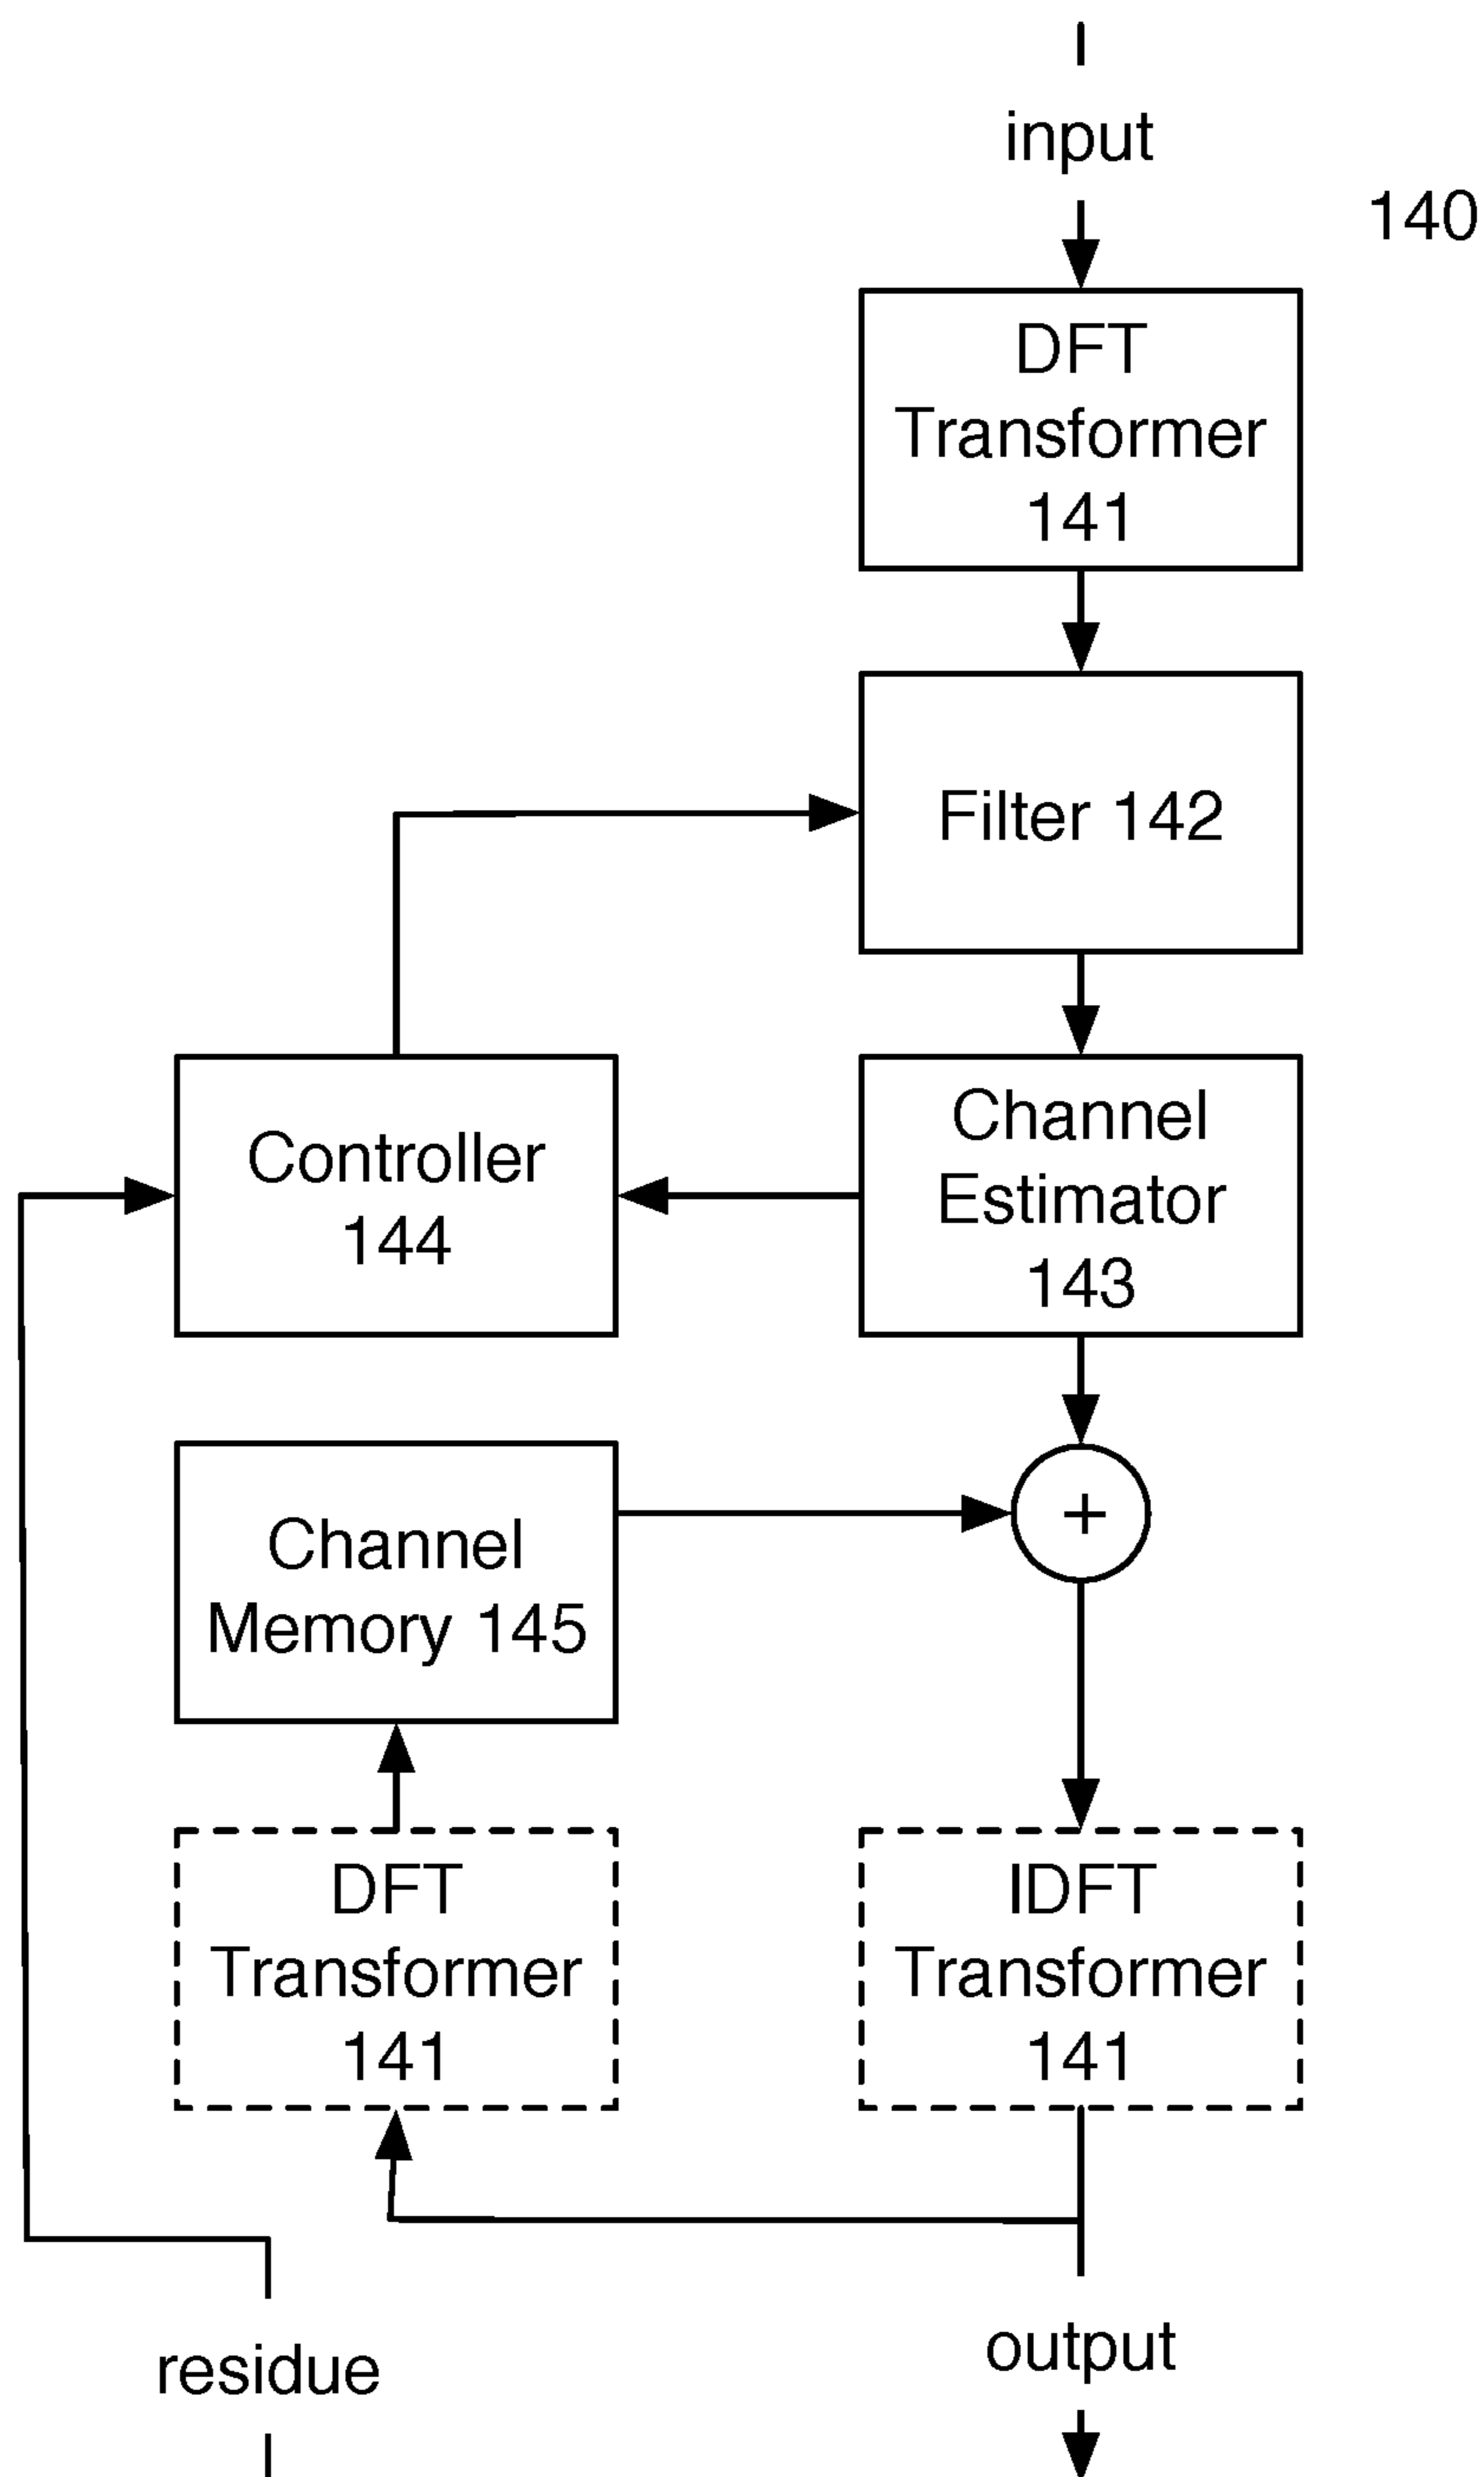 input
140
DFT
Transformer
141
Filter 142
Controller
144
Channel
Estimator
143
Channel
Memory 145
+
DFT
Transformer
141
IDFT
Transformer
141
residue
output